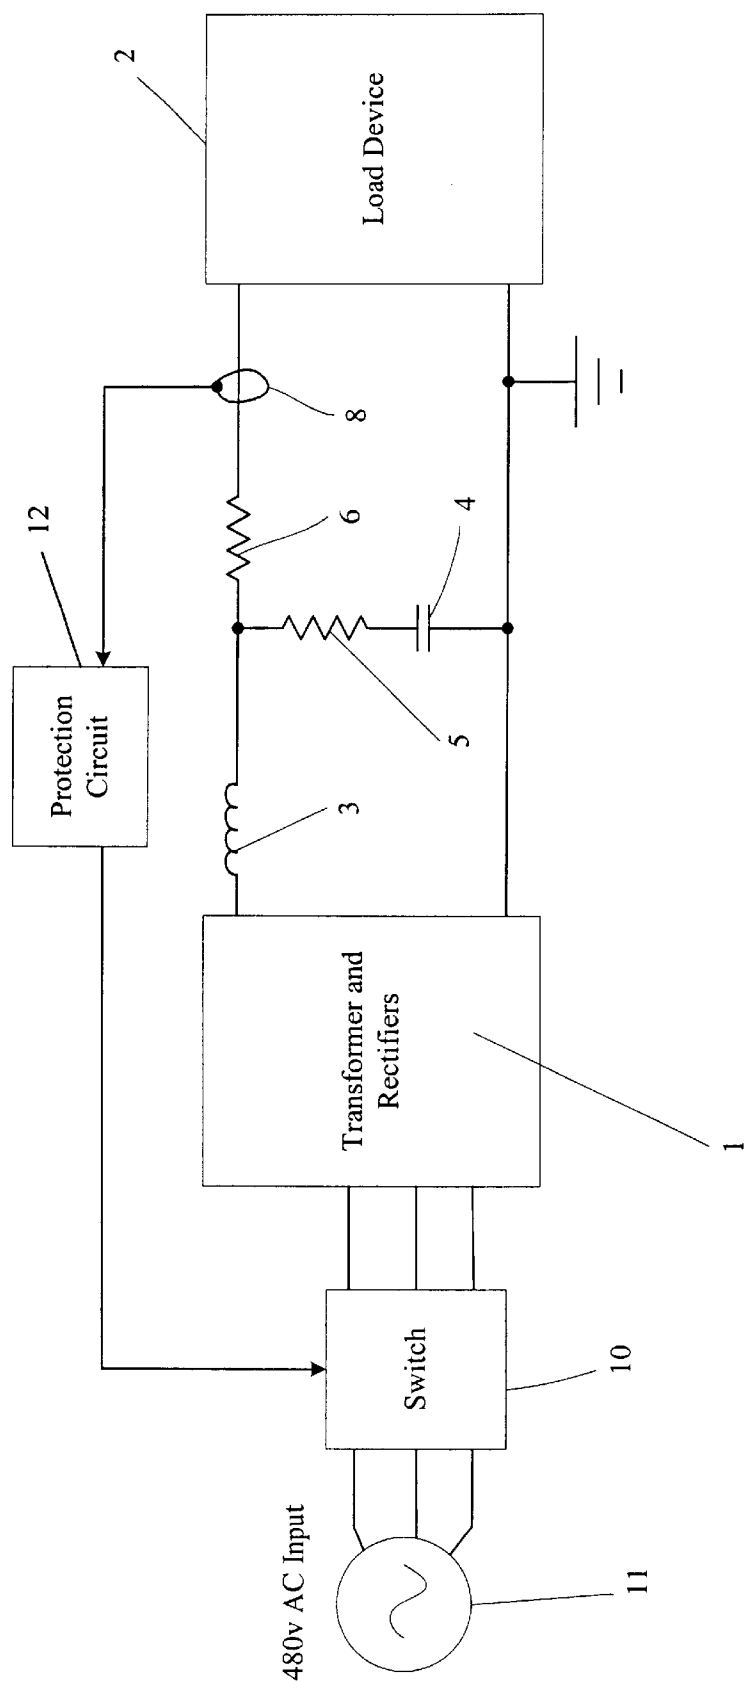 480v AC Input
11
Switch
10
Transformer and
Rectifiers
1
Protection
Circuit
12
3
5
4
6
8
Load Device
2